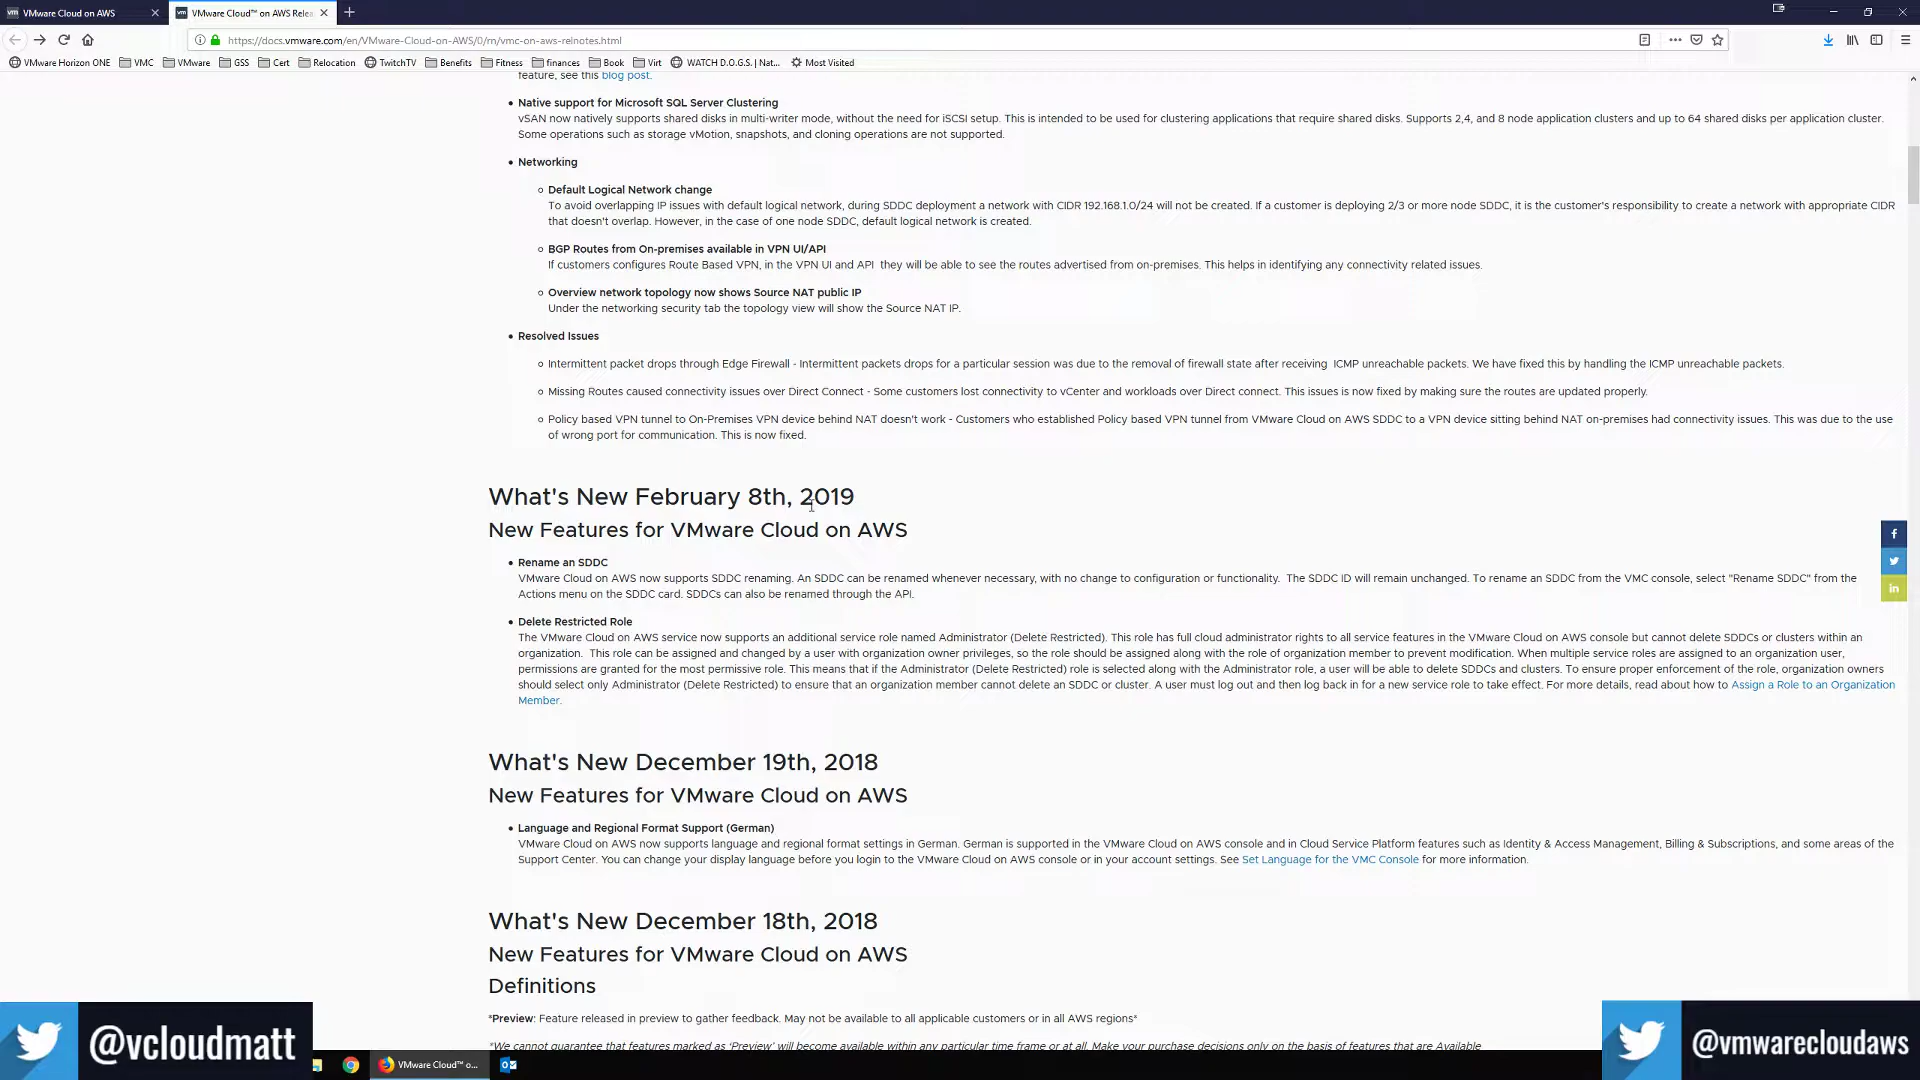 VMware Cloud on AWS
VMware Cloud™ on AWS Relea
https://docs.vmware.com/en/VMware-Cloud-on-AWS/0/rn/vmc-on-aws-relnotes.html
VMware Horizon ONE VMC VMware GSS Cert Relocation TwitchTV Benefits Fitness finances Book Virt WATCH D.O.G.S. | Nat... Most Visited
feature, see this blog post.
• Native support for Microsoft SQL Server Clustering
vSAN now natively supports shared disks in multi-writer mode, without the need for iSCSI setup. This is intended to be used for clustering applications that require shared disks. Supports 2,4, and 8 node application clusters and up to 64 shared disks per application cluster.
Some operations such as storage vMotion, snapshots, and cloning operations are not supported.
• Networking
Default Logical Network change
To avoid overlapping IP issues with default logical network, during SDDC deployment a network with CIDR 192.168.1.0/24 will not be created. If a customer is deploying 2/3 or more node SDDC, it is the customer's responsibility to create a network with appropriate CIDR
that doesn't overlap. However, in the case of one node SDDC, default logical network is created.
BGP Routes from On-premises available in VPN UI/API
If customers configures Route Based VPN, in the VPN UI and API they will be able to see the routes advertised from on-premises. This helps in identifying any connectivity related issues.
Overview network topology now shows Source NAT public IP
Under the networking security tab the topology view will show the Source NAT IP.
• Resolved Issues
Intermittent packet drops through Edge Firewall - Intermittent packets drops for a particular session was due to the removal of firewall state after receiving ICMP unreachable packets. We have fixed this by handling the ICMP unreachable packets.
Missing Routes caused connectivity issues over Direct Connect - Some customers lost connectivity to vCenter and workloads over Direct connect. This issues is now fixed by making sure the routes are updated properly.
Policy based VPN tunnel to On-Premises VPN device behind NAT doesn't work - Customers who established Policy based VPN tunnel from VMware Cloud on AWS SDDC to a VPN device sitting behind NAT on-premises had connectivity issues. This was due to the use
of wrong port for communication. This is now fixed.
What's New February 8th, 2019
New Features for VMware Cloud on AWS
• Rename an SDDC
VMware Cloud on AWS now supports SDDC renaming. An SDDC can be renamed whenever necessary, with no change to configuration or functionality. The SDDC ID will remain unchanged. To rename an SDDC from the VMC console, select "Rename SDDC" from the
Actions menu on the SDDC card. SDDCs can also be renamed through the API.
• Delete Restricted Role
The VMware Cloud on AWS service now supports an additional service role named Administrator (Delete Restricted). This role has full cloud administrator rights to all service features in the VMware Cloud on AWS console but cannot delete SDDCs or clusters within an
organization. This role can be assigned and changed by a user with organization owner privileges, so the role should be assigned along with the role of organization member to prevent modification. When multiple service roles are assigned to an organization user,
permissions are granted for the most permissive role. This means that if the Administrator (Delete Restricted) role is selected along with the Administrator role, a user will be able to delete SDDCs and clusters. To ensure proper enforcement of the role, organization owners
should select only Administrator (Delete Restricted) to ensure that an organization member cannot delete an SDDC or cluster. A user must log out and then log back in for a new service role to take effect. For more details, read about how to Assign a Role to an Organization
Member.
What's New December 19th, 2018
New Features for VMware Cloud on AWS
• Language and Regional Format Support (German)
VMware Cloud on AWS now supports language and regional format settings in German. German is supported in the VMware Cloud on AWS console and in Cloud Service Platform features such as Identity & Access Management, Billing & Subscriptions, and some areas of the
Support Center. You can change your display language before you login to the VMware Cloud on AWS console or in your account settings. See Set Language for the VMC Console for more information.
What's New December 18th, 2018
New Features for VMware Cloud on AWS
Definitions
*Preview: Feature released in preview to gather feedback. May not be available to all applicable customers or in all AWS regions*
*We cannot guarantee that features marked as 'Preview' will become available within any particular time frame or at all. Make your purchase decisions only on the basis of features that are Available
@vcloudmatt
VMware Cloud™ o...
@vmwarecloudaws